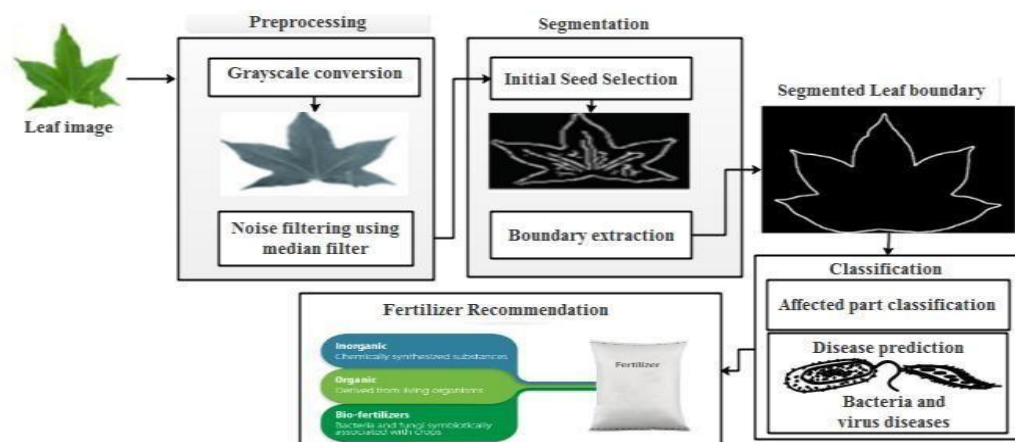 Preprocessing
Segmentation
Leaf image
Grayscale conversion
Noise filtering using
median filter
Initial Seed Selection
Boundary extraction
Segmented Leaf boundary
Classification
Affected part classification
Disease prediction
Bacteria and
virus diseases
Fertilizer Recommendation
Inorganic
Chemically synthesized substances
Organic
Derived from living organisms
Bio-fertilizers
Bacteria and fungi symbiotically
associated with crops
Fertilizer